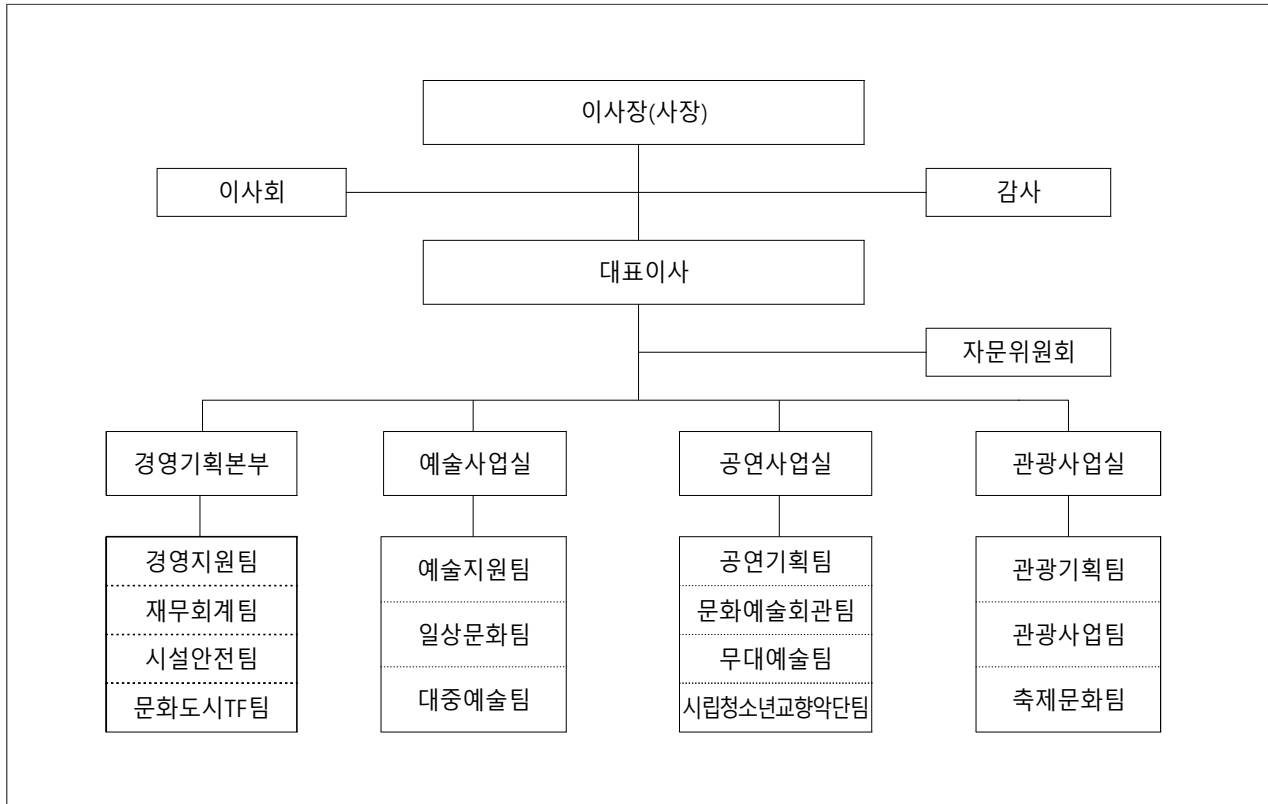 이사장(사장)
이사회
감사
대표이사
자문위원회
경영기획본부
예술사업실
공연사업실
관광사업실
경영지원팀
재무회계팀
시설안전팀
문화도시TF팀
예술지원팀
일상문화팀
대중예술팀
공연기획팀
문화예술회관팀
무대예술팀
시립청소년교향악단팀
관광기획팀
관광사업팀
축제문화팀